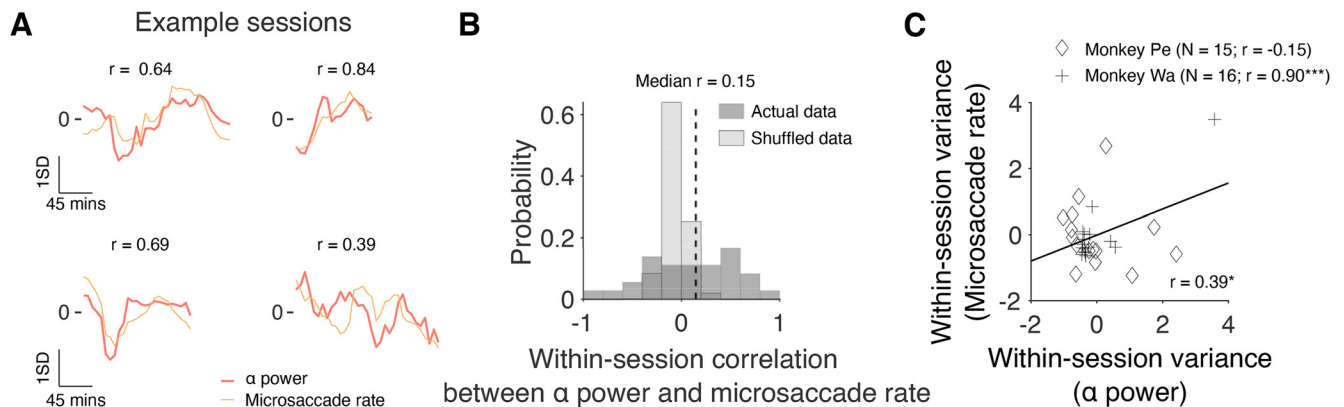 A
Example sessions
r = 0.64
r = 0.84
0
0
1SD
45 mins
r = 0.69
r = 0.39
0
0
1SD
45 mins
α power
Microsaccade rate
B
Median r = 0.15
Actual data
Shuffled data
Probability
0.6
0.4
0.2
0
-1
0
1
Within-session correlation
between α power and microsaccade rate
C
Monkey Pe (N = 15; r = -0.15)
Monkey Wa (N = 16; r = 0.90***)
Within-session variance
(Microsaccade rate)
4
2
0
-2
r = 0.39*
-2
0
2
4
Within-session variance
(α power)